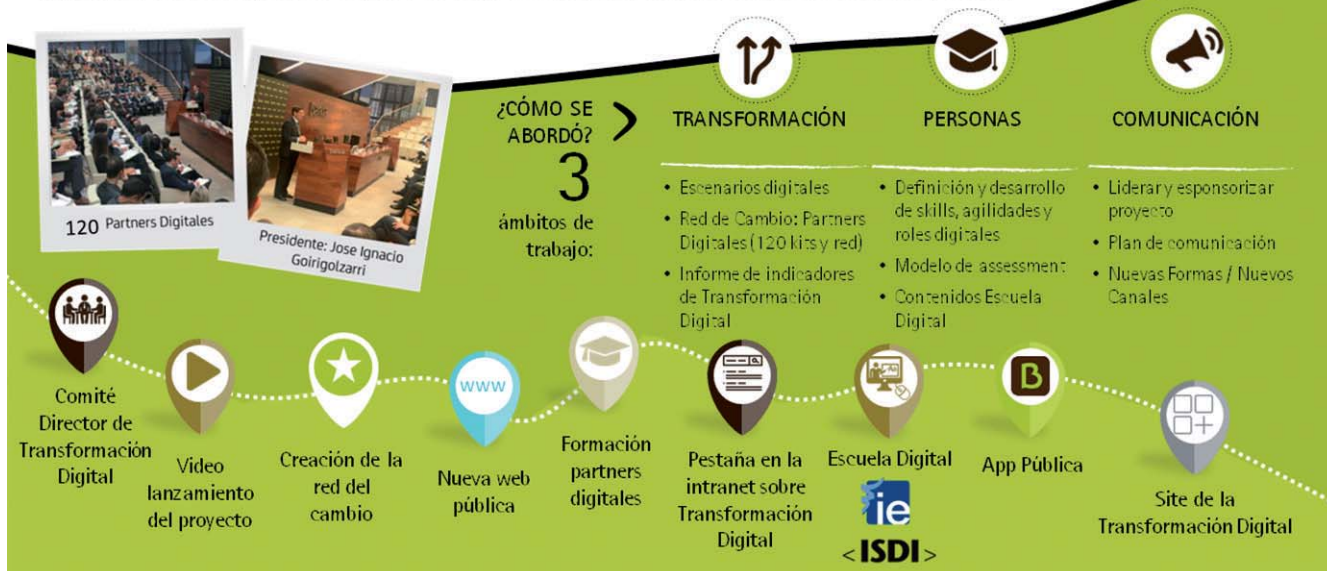 120 Partners Digitales
Presidente: Jose Ignacio
Goirigolzarri
¿CÓMO SE
ABORDÓ?
3
ámbitos de
trabajo:
TRANSFORMACIÓN
• Escenarios digitales
• Red de Cambio: Partners
Digitales (120 kits y red)
• Informe de indicadores
de Transformación
Digital
PERSONAS
• Definición y desarrollo
de skills, agilidades y
roles digitales
• Modelo de assessment
• Contenidos Escuela
Digital
COMUNICACIÓN
• Liderar y esponsorizar
proyecto
• Plan de comunicación
• Nuevas Formas / Nuevos
Canales
Comité
Director de
Transformación
Digital
Video
lanzamiento
del proyecto
Creación de la
red del
cambio
www
Nueva web
pública
Formación
partners
digitales
Pestaña en la
intranet sobre
Transformación
Digital
Escuela Digital
ie
<ISDI>
B
App Pública
Site de la
Transformación Digital